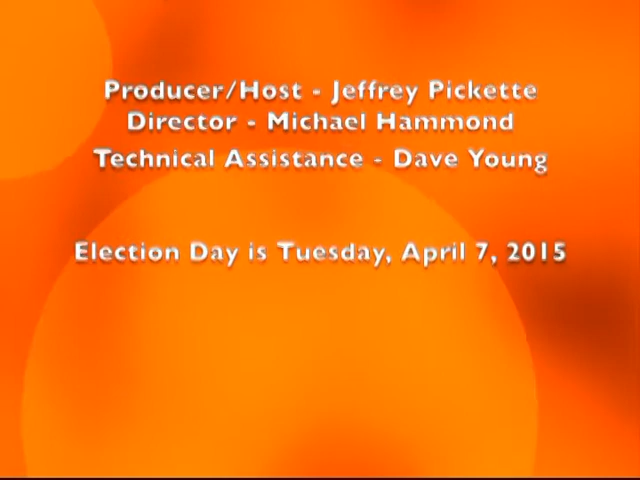 Producer/Host - Jeffrey Pickette
Director - Michael Hammond
Technical Assistance - Dave Young
Election Day is Tuesday, April 7, 2015